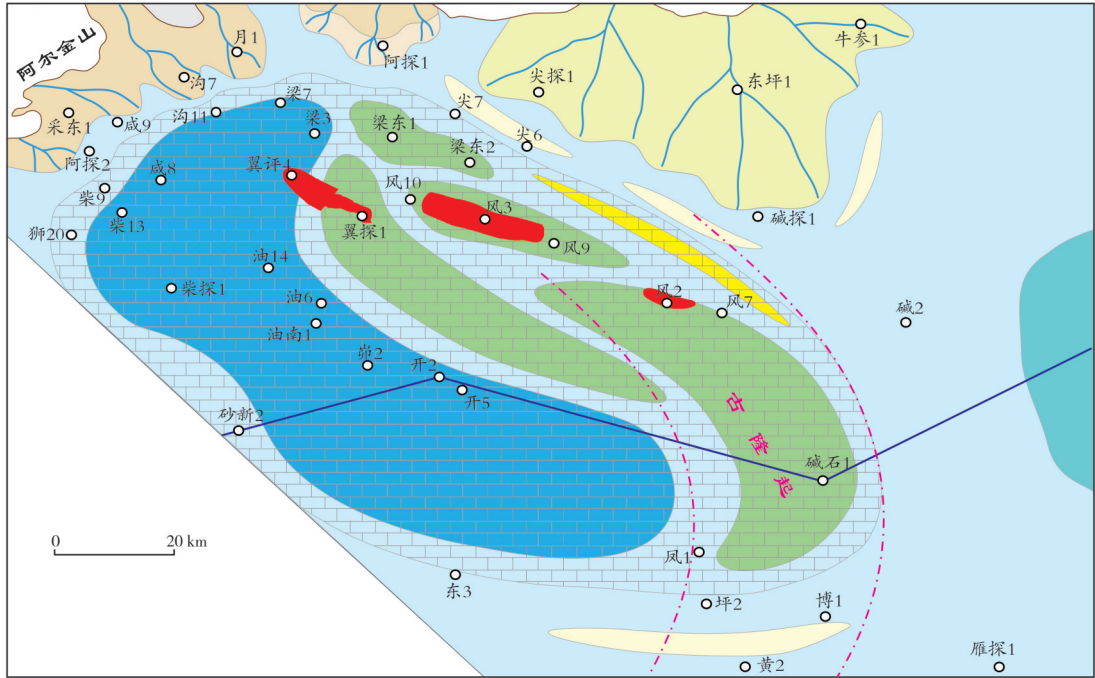 阿尔金山
月1
牛参1
阿探1
沟7
尖探1
东坪1
梁7
尖7
沟11
采东1
咸9
梁3
梁东1
尖6
阿探2
梁东2
咸8
翼评4
柴9
风10
柴13
风3
碱探1
狮20
翼探1
风9
油14
柴探1
油6
风2
风7
碱2
油南1
峁2
开2
开5
砂新2
古隆起
碱石1
0
20 km
凤1
东3
坪2
博1
雁探1
黄2